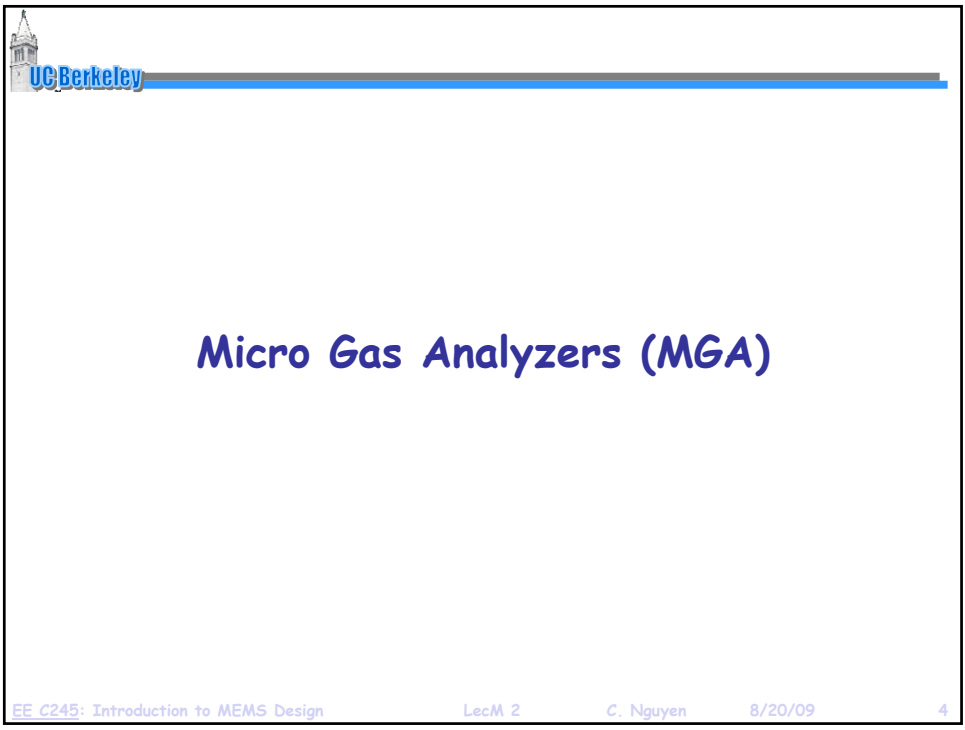 UC Berkeley
Micro Gas Analyzers (MGA)
EE C245: Introduction to MEMS Design LecM 2 C. Nguyen 8/20/09 4